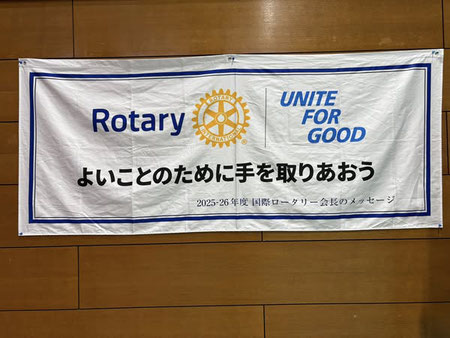 Rotary
ROTARY
INTERNATIONAL
UNITE
FOR
GOOD
よいことのために手を取りあおう
2025-26年度 国際ロータリー会長のメッセージ